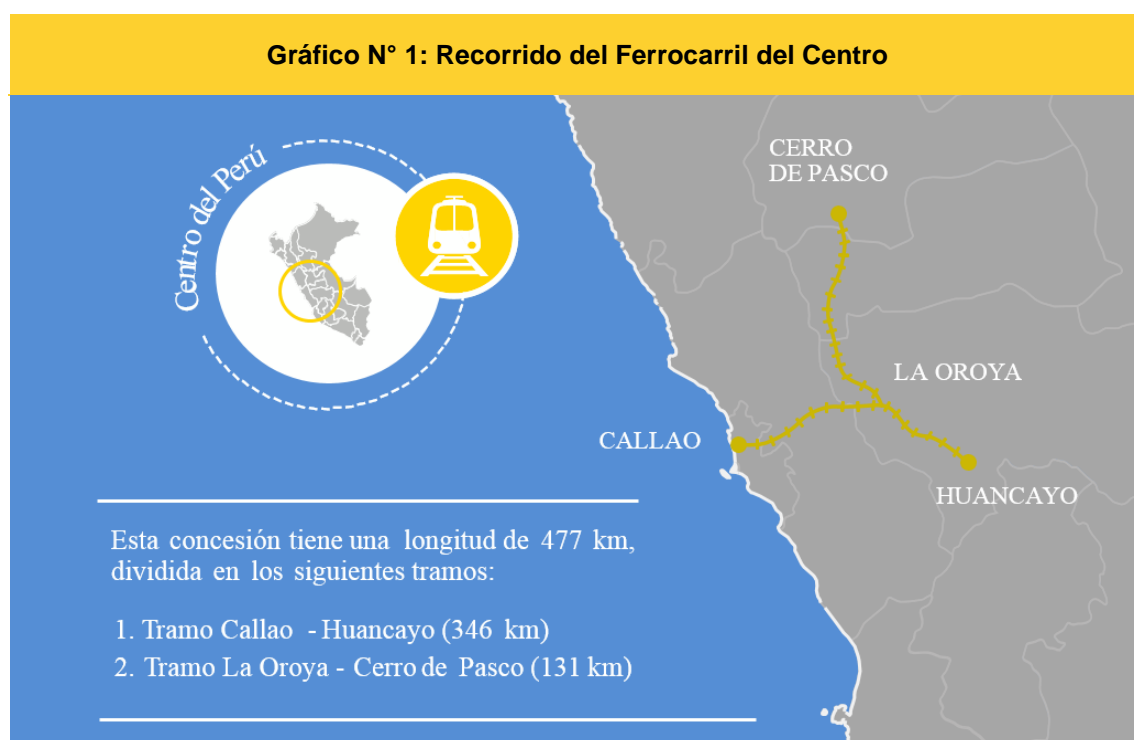 Gráfico N° 1: Recorrido del Ferrocarril del Centro
Centro del Perú
CERRO
DE PASCO
LA OROYA
CALLAO
HUANCAYO
Esta concesión tiene una longitud de 477 km,
dividida en los siguientes tramos:
1. Tramo Callao - Huancayo (346 km)
2. Tramo La Oroya - Cerro de Pasco (131 km)